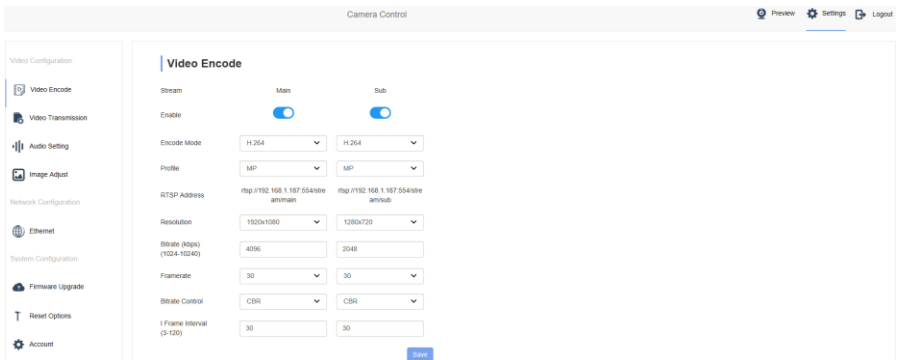 Camera Control
Preview Settings Logout
Video Configuration
Video Encode
Video Transmission
Audio Setting
Image Adjust
Network Configuration
Ethernet
System Configuration
Firmware Upgrade
Reset Options
Account
Video Encode
Stream Main Sub
Enable
Encode Mode H.264 H.264
Profile MP MP
RTSP Address rtsp://192.168.1.187:554/stre rtsp://192.168.1.187:554/stre
am/main am/sub
Resolution 1920x1080 1280x720
Bitrate (kbps)
(1024-10240) 4096 2048
Framerate 30 30
Bitrate Control CBR CBR
I Frame Interval
(3-120) 30 30
Save